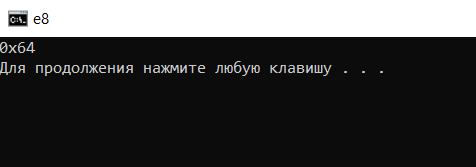 e8
0x64
Для продолжения нажмите любую клавишу . . .